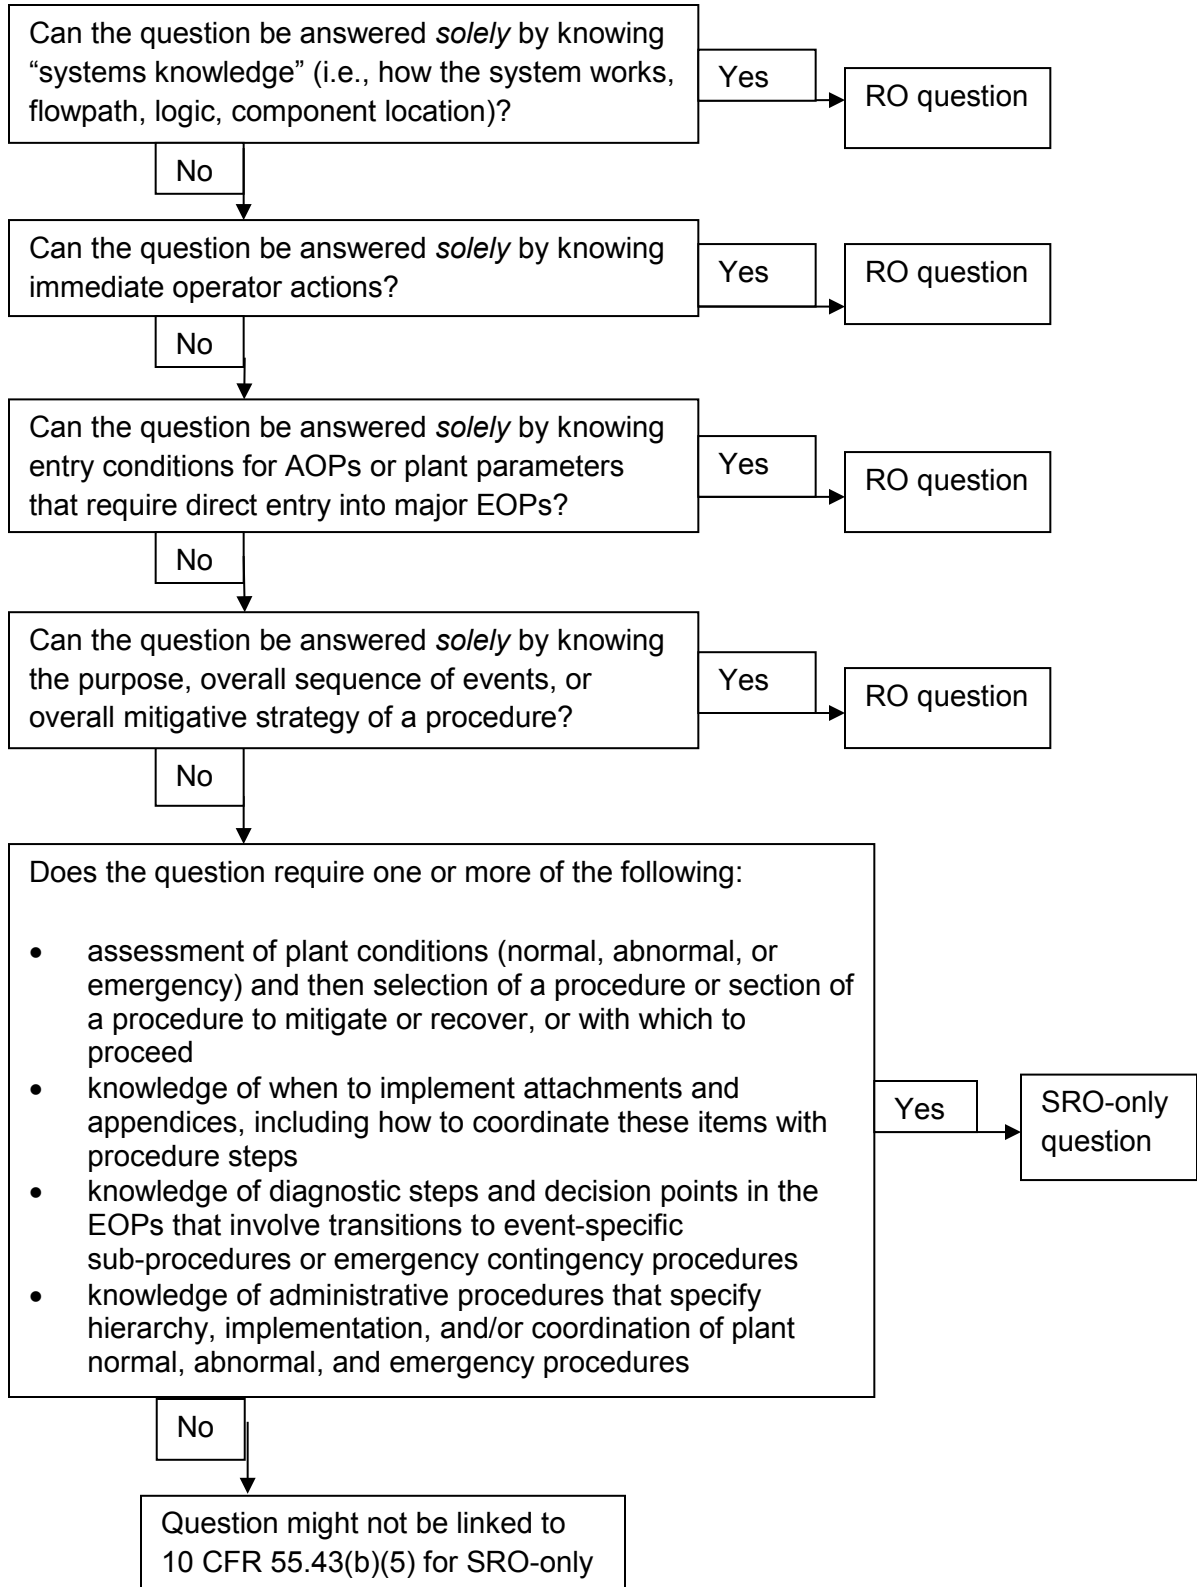 Can the question be answered solely by knowing
“systems knowledge” (i.e., how the system works,
flowpath, logic, component location)?
Yes
RO question
No
Can the question be answered solely by knowing
immediate operator actions?
Yes
RO question
No
Can the question be answered solely by knowing
entry conditions for AOPs or plant parameters
that require direct entry into major EOPs?
Yes
RO question
No
Can the question be answered solely by knowing
the purpose, overall sequence of events, or
overall mitigative strategy of a procedure?
Yes
RO question
No
Does the question require one or more of the following:
• assessment of plant conditions (normal, abnormal, or
emergency) and then selection of a procedure or section of
a procedure to mitigate or recover, or with which to
proceed
• knowledge of when to implement attachments and
appendices, including how to coordinate these items with
procedure steps
• knowledge of diagnostic steps and decision points in the
EOPs that involve transitions to event-specific
sub-procedures or emergency contingency procedures
• knowledge of administrative procedures that specify
hierarchy, implementation, and/or coordination of plant
normal, abnormal, and emergency procedures
Yes
SRO-only
question
No
Question might not be linked to
10 CFR 55.43(b)(5) for SRO-only